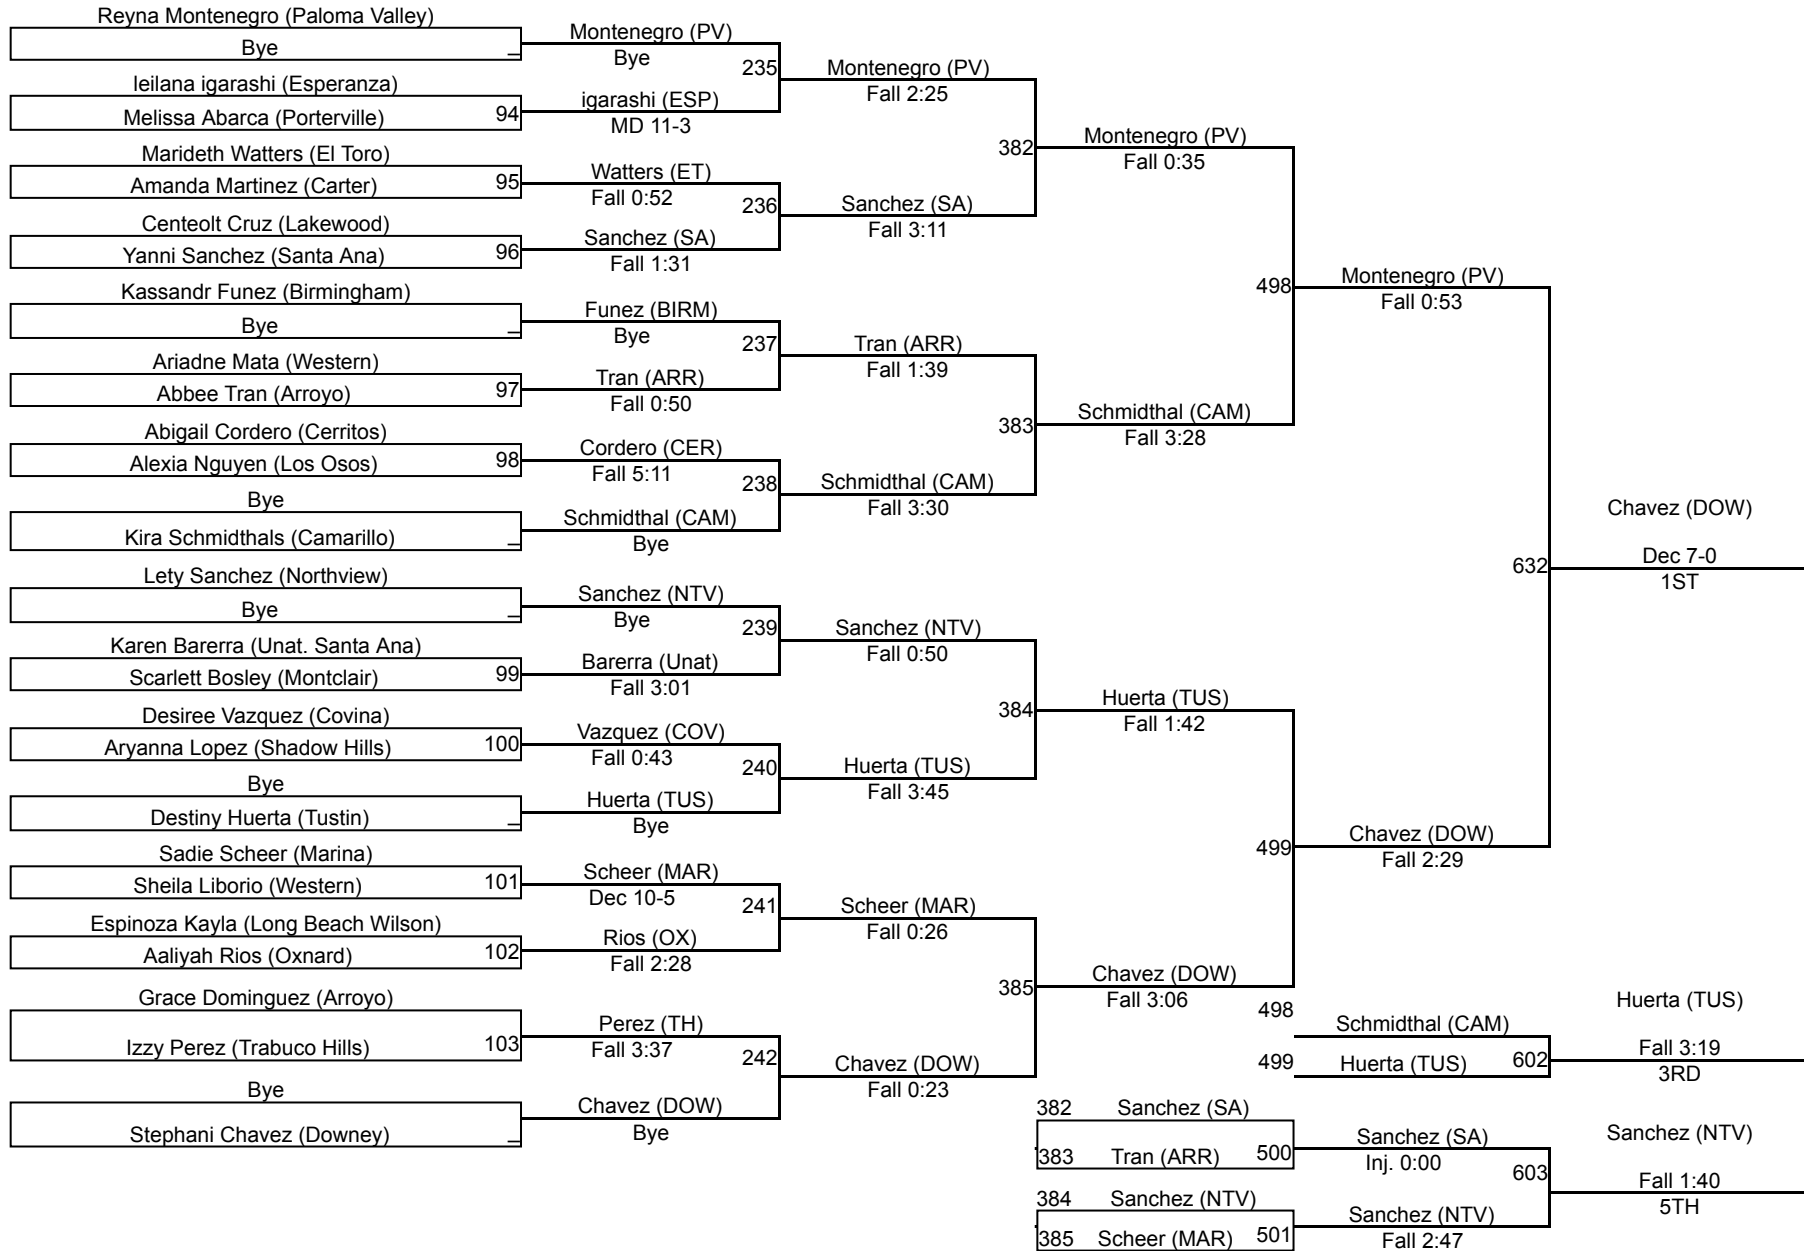 Reyna Montenegro (Paloma Valley)
Bye _
Ieilana igarashi (Esperanza)
Melissa Abarca (Porterville) 94
Marideth Watters (El Toro)
Amanda Martinez (Carter) 95
Centeolt Cruz (Lakewood)
Yanni Sanchez (Santa Ana) 96
Kassandr Funez (Birmingham)
Bye _
Ariadne Mata (Western)
Abbee Tran (Arroyo) 97
Abigail Cordero (Cerritos)
Alexia Nguyen (Los Osos) 98
Bye
Kira Schmidthals (Camarillo) _
Lety Sanchez (Northview)
Bye _
Karen Barerra (Unat. Santa Ana)
Scarlett Bosley (Montclair) 99
Desiree Vazquez (Covina)
Aryanna Lopez (Shadow Hills) 100
Bye
Destiny Huerta (Tustin) _
Sadie Scheer (Marina)
Sheila Liborio (Western) 101
Espinoza Kayla (Long Beach Wilson)
Aaliyah Rios (Oxnard) 102
Grace Dominguez (Arroyo)
Izzy Perez (Trabuco Hills) 103
Bye
Stephani Chavez (Downey) _
Montenegro (PV)
Bye
235
igarashi (ESP)
MD 11-3
Watters (ET)
Fall 0:52
236
Sanchez (SA)
Fall 1:31
Funez (BIRM)
Bye
237
Tran (ARR)
Fall 0:50
Cordero (CER)
Fall 5:11
238
Schmidthal (CAM)
Bye
Sanchez (NTV)
Bye
239
Barerra (Unat)
Fall 3:01
Vazquez (COV)
Fall 0:43
240
Huerta (TUS)
Bye
Scheer (MAR)
Dec 10-5
241
Rios (OX)
Fall 2:28
Perez (TH)
Fall 3:37
242
Chavez (DOW)
Bye
Montenegro (PV)
Fall 2:25
382
Sanchez (SA)
Fall 3:11
Tran (ARR)
Fall 1:39
383
Schmidthal (CAM)
Fall 3:30
Sanchez (NTV)
Fall 0:50
384
Huerta (TUS)
Fall 3:45
Scheer (MAR)
Fall 0:26
385
Chavez (DOW)
Fall 0:23
Montenegro (PV)
Fall 0:35
498
Schmidthal (CAM)
Fall 3:28
Huerta (TUS)
Fall 1:42
499
Chavez (DOW)
Fall 3:06
Montenegro (PV)
Fall 0:53
632
Chavez (DOW)
Fall 2:29
Chavez (DOW)
Dec 7-0
1ST
498
Schmidthal (CAM)
499 Huerta (TUS) 602
Huerta (TUS)
Fall 3:19
3RD
382 Sanchez (SA)
383 Tran (ARR) 500
384 Sanchez (NTV)
385 Scheer (MAR) 501
Sanchez (SA)
Inj. 0:00
603
Sanchez (NTV)
Fall 2:47
Sanchez (NTV)
Fall 1:40
5TH